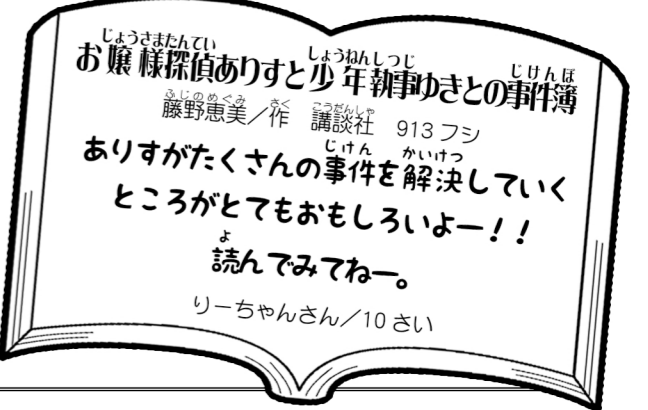 お嬢様探偵ありすと少年執事ゆきとの事件簿
藤野恵美／作　講談社　913フシ
ありすがたくさんの事件を解決していく
ところがとてもおもしろいよー！！
読んでみてねー。
りーちゃんさん／10さい